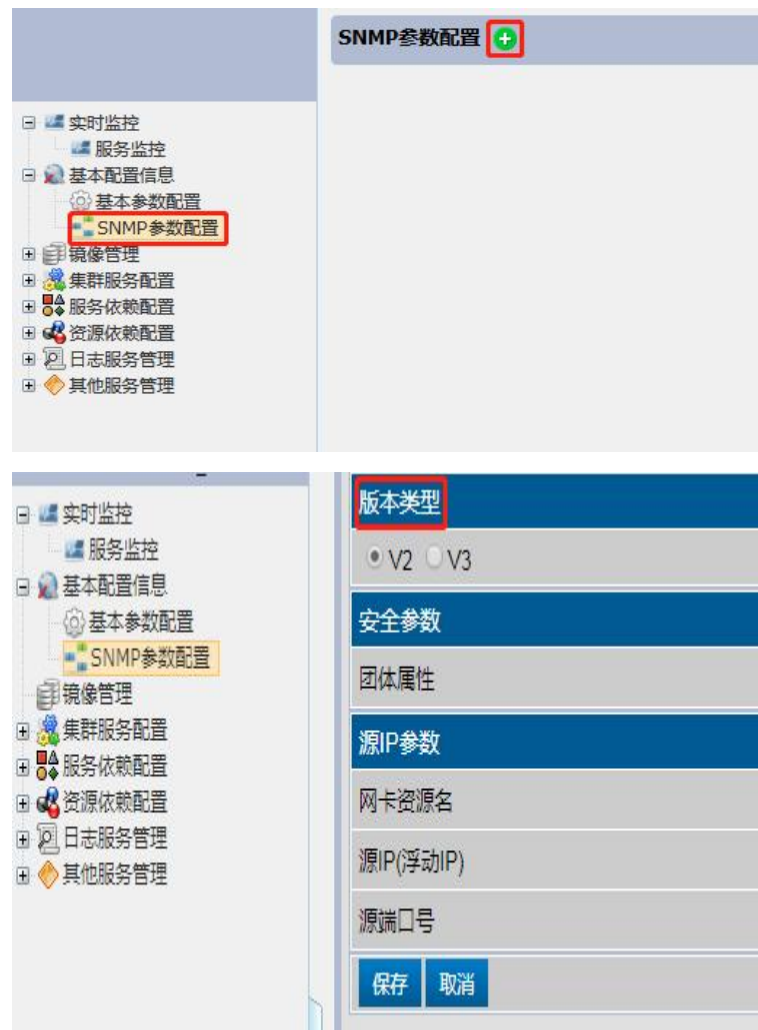 SNMP参数配置
实时监控
服务监控
基本配置信息
基本参数配置
SNMP参数配置
镜像管理
集群服务配置
服务依赖配置
资源依赖配置
日志服务管理
其他服务管理
实时监控
服务监控
基本配置信息
基本参数配置
SNMP参数配置
镜像管理
集群服务配置
服务依赖配置
资源依赖配置
日志服务管理
其他服务管理
版本类型
V2 V3
安全参数
团体属性
源IP参数
网卡资源名
源IP(浮动IP)
源端口号
保存 取消